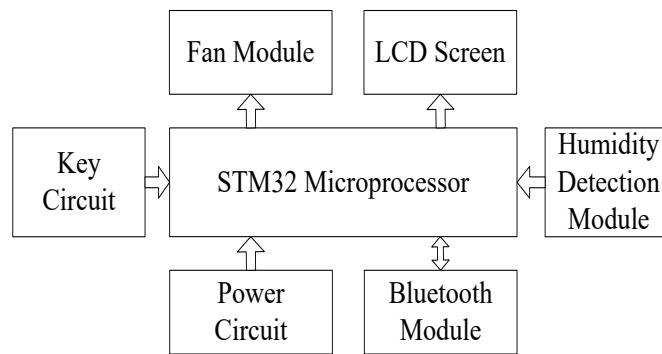 Fan Module
LCD Screen
Key
Circuit
STM32 Microprocessor
Humidity
Detection
Module
Power
Circuit
Bluetooth
Module